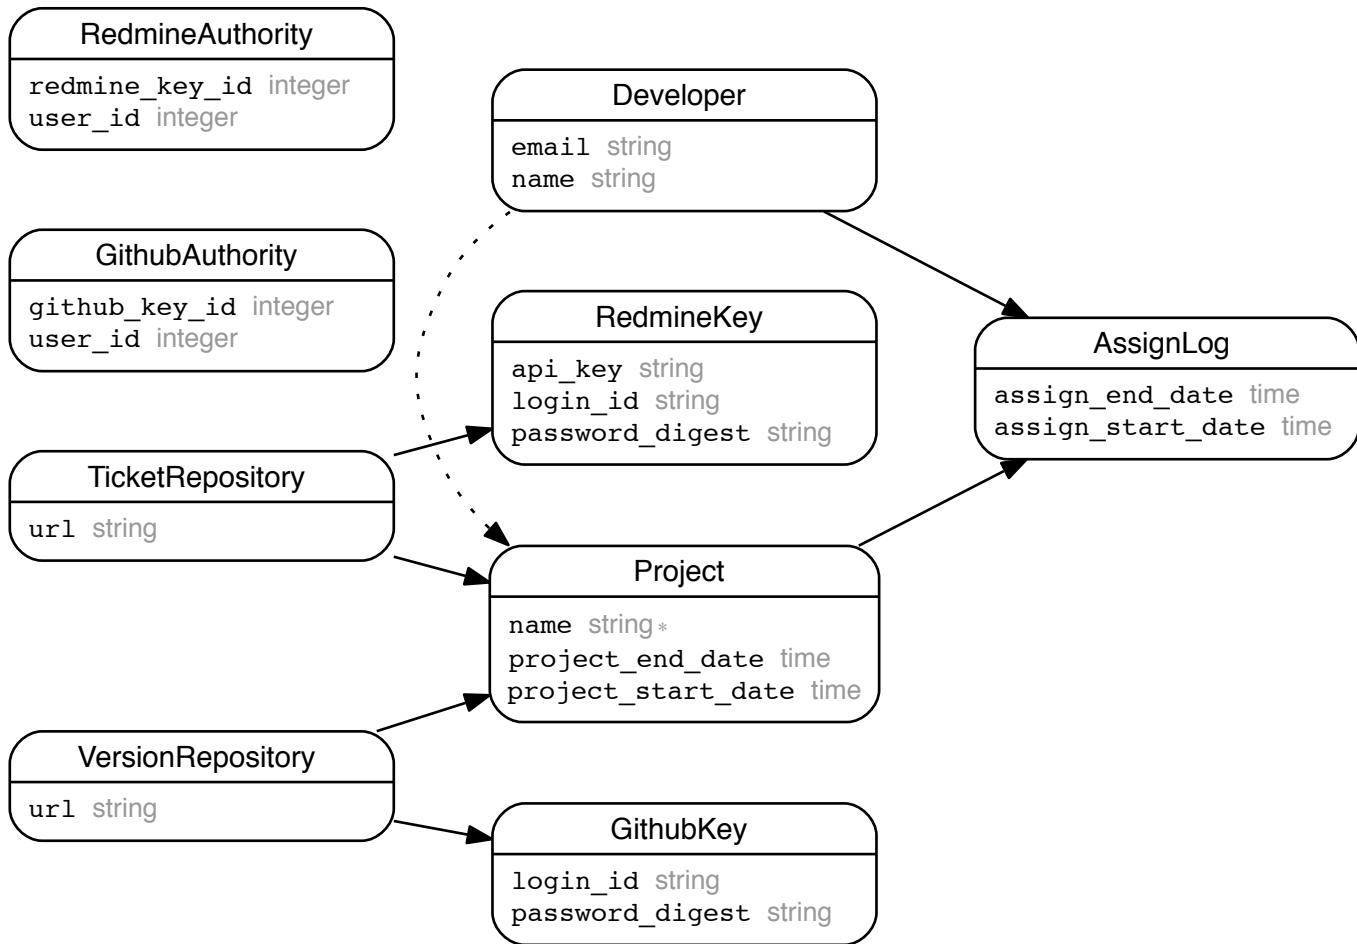 RedmineAuthority
redmine_key_id integer
user_id integer
GithubAuthority
github_key_id integer
user_id integer
TicketRepository
url string
VersionRepository
url string
Developer
email string
name string
RedmineKey
api_key string
login_id string
password_digest string
Project
name string *
project_end_date time
project_start_date time
GithubKey
login_id string
password_digest string
AssignLog
assign_end_date time
assign_start_date time